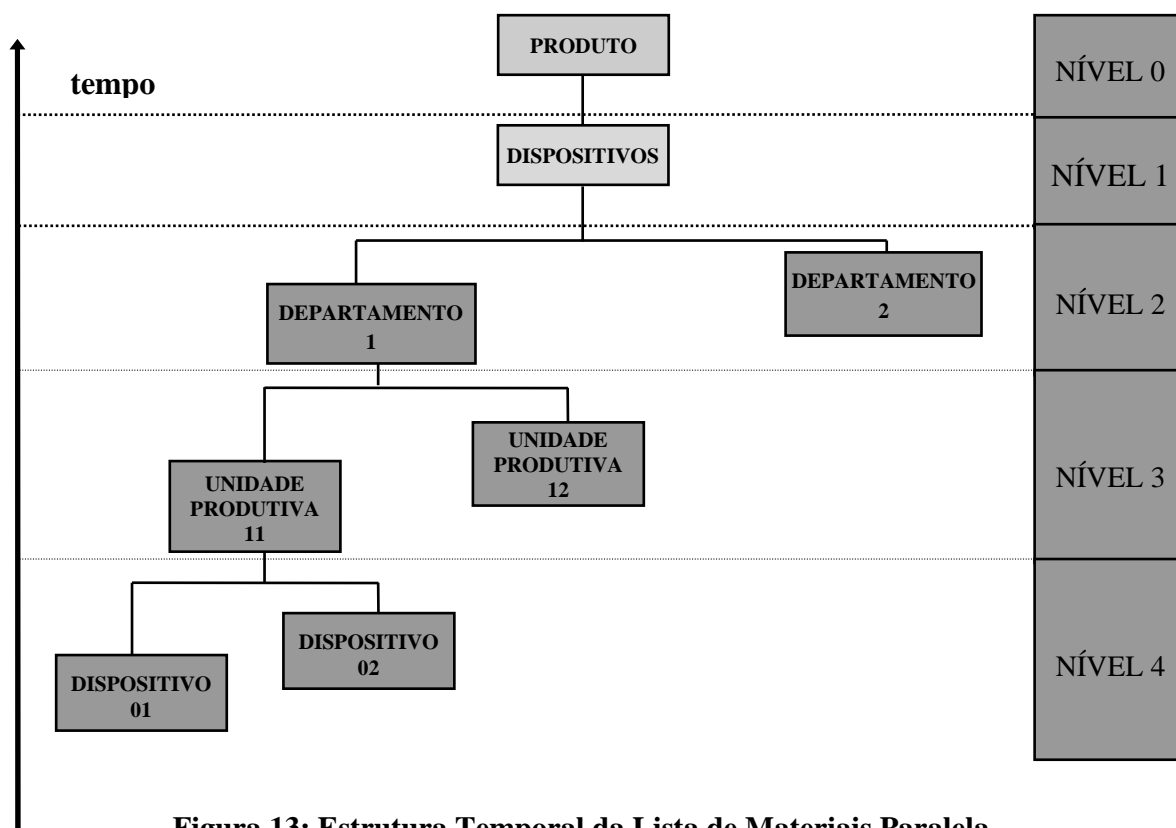 PRODUTO
NÍVEL 0
tempo
DISPOSITIVOS
NÍVEL 1
DEPARTAMENTO
1
DEPARTAMENTO
2
NÍVEL 2
UNIDADE
PRODUTIVA
11
UNIDADE
PRODUTIVA
12
NÍVEL 3
DISPOSITIVO
01
DISPOSITIVO
02
NÍVEL 4
Figura 13: Estrutura Temporal da Lista de Materiais Paralela